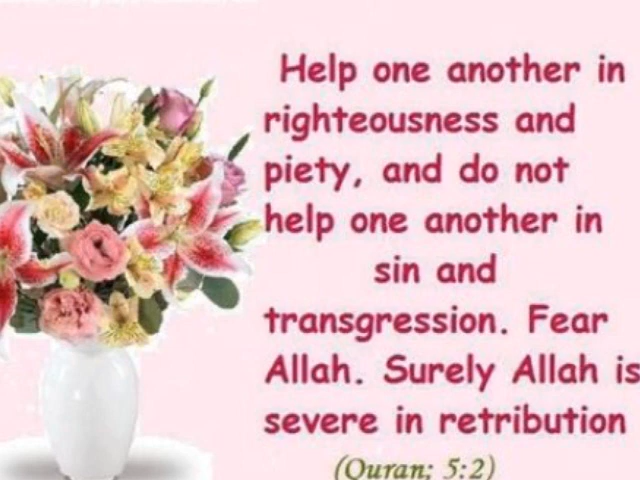 Help one another in
righteousness and
piety, and do not
help one another in
sin and
transgression. Fear
Allah. Surely Allah is
severe in retribution
(Quran; 5:2)